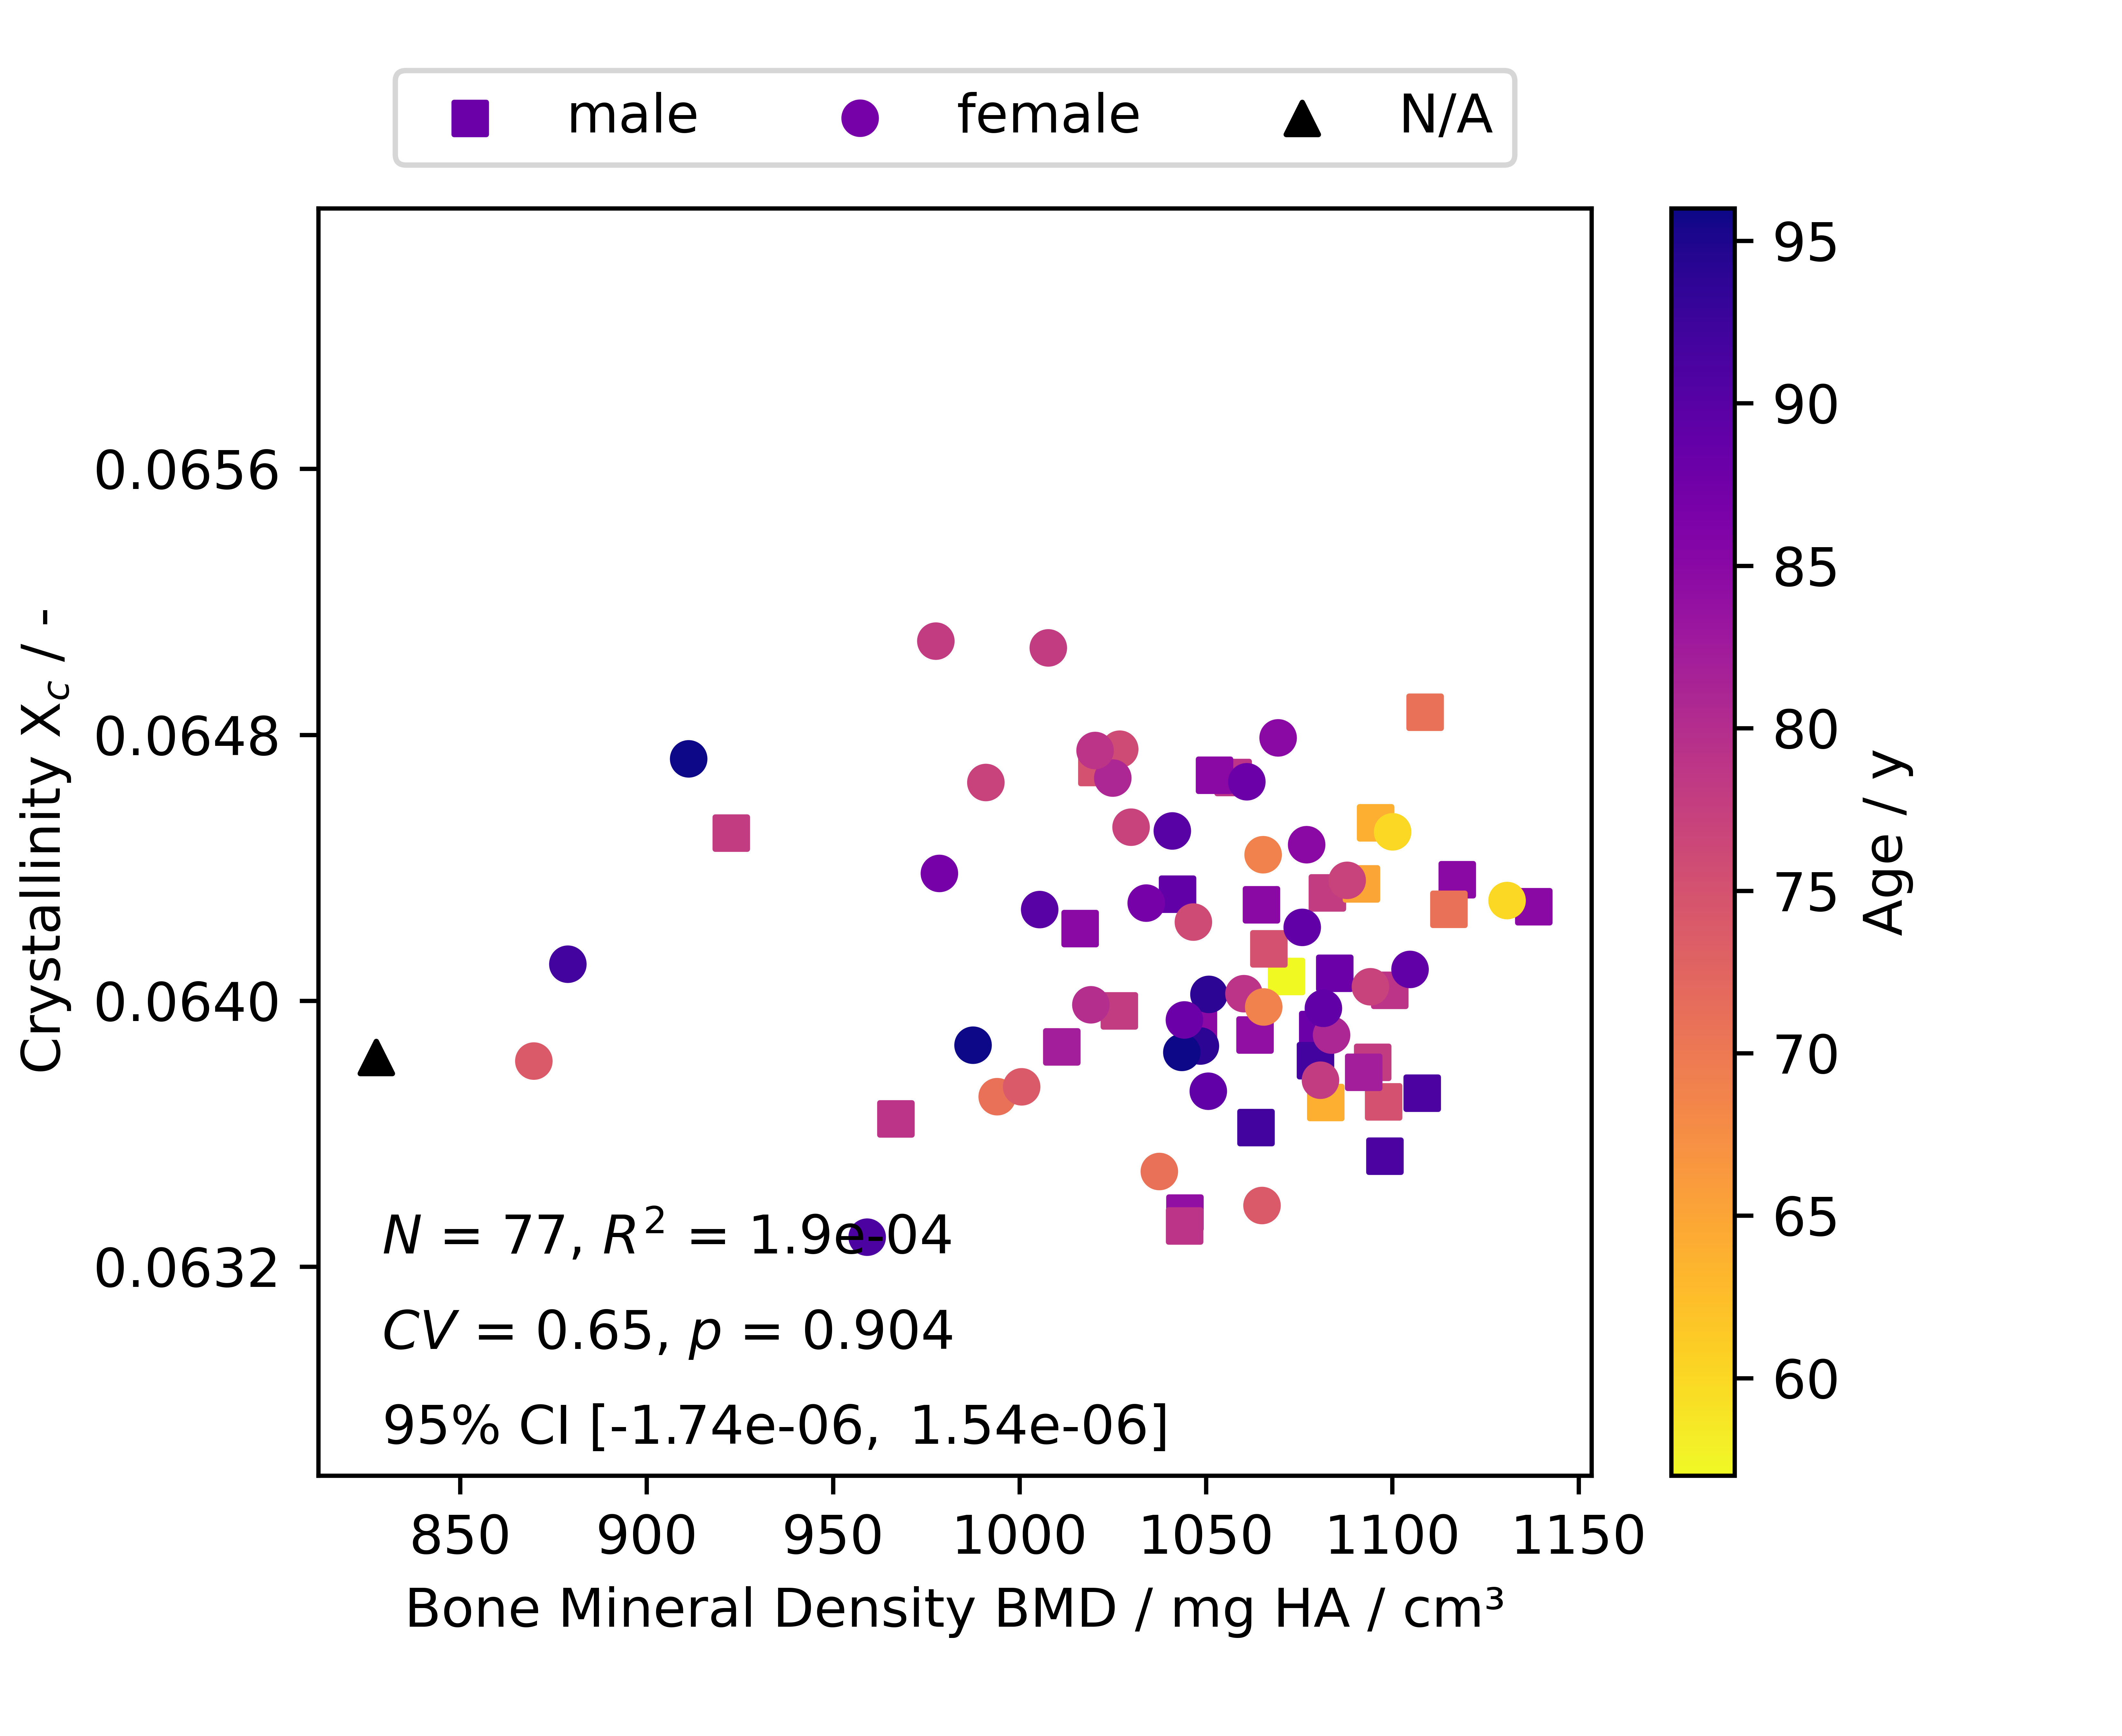 male female N/A
0.0656
0.0648
0.0640
0.0632
Crystallinity X_c / -
N = 77, R² = 1.9e-04
CV = 0.65, p = 0.904
95% CI [-1.74e-06, 1.54e-06]
850 900 950 1000 1050 1100 1150
Bone Mineral Density BMD / mg HA / cm³
95
90
85
80
75
70
65
60
Age / y